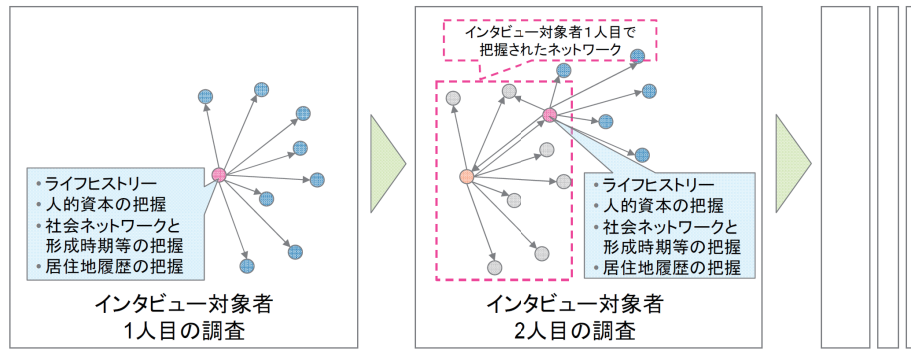 ・ライフヒストリー
・人的資本の把握
・社会ネットワークと
形成時期等の把握
・居住地履歴の把握
インタビュー対象者
1人目の調査
インタビュー対象者1人目で
把握されたネットワーク
・ライフヒストリー
・人的資本の把握
・社会ネットワークと
形成時期等の把握
・居住地履歴の把握
インタビュー対象者
2人目の調査